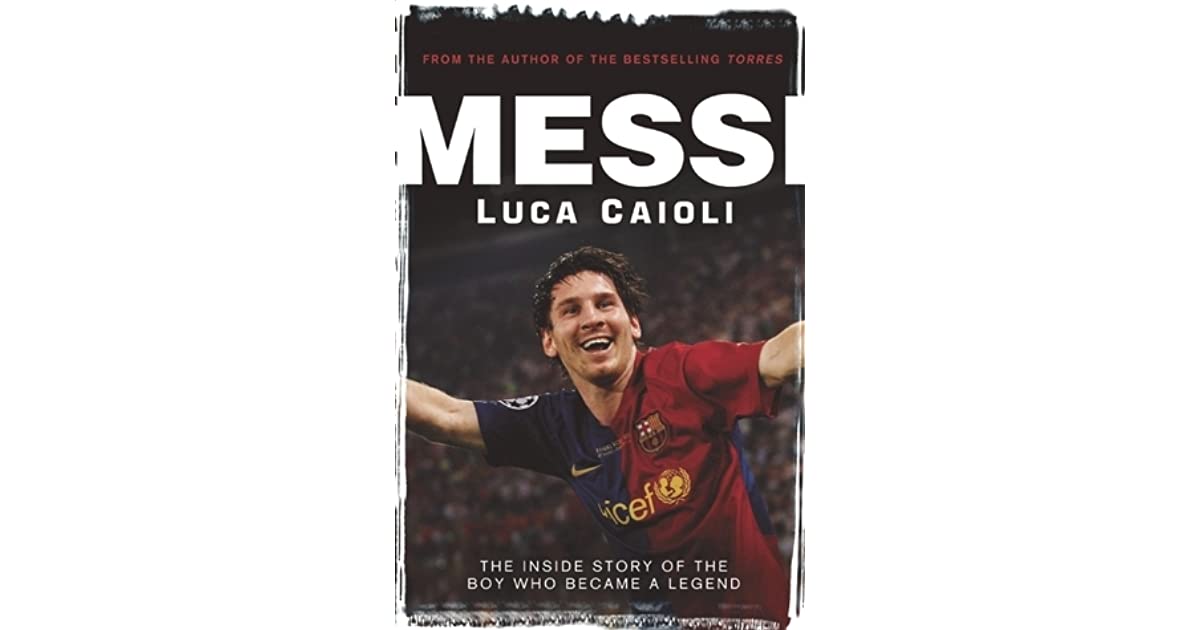 FROM THE AUTHOR OF THE BESTSELLING TORRES
MESSI
LUCA CAIOLI
unicef
THE INSIDE STORY OF THE
BOY WHO BECAME A LEGEND